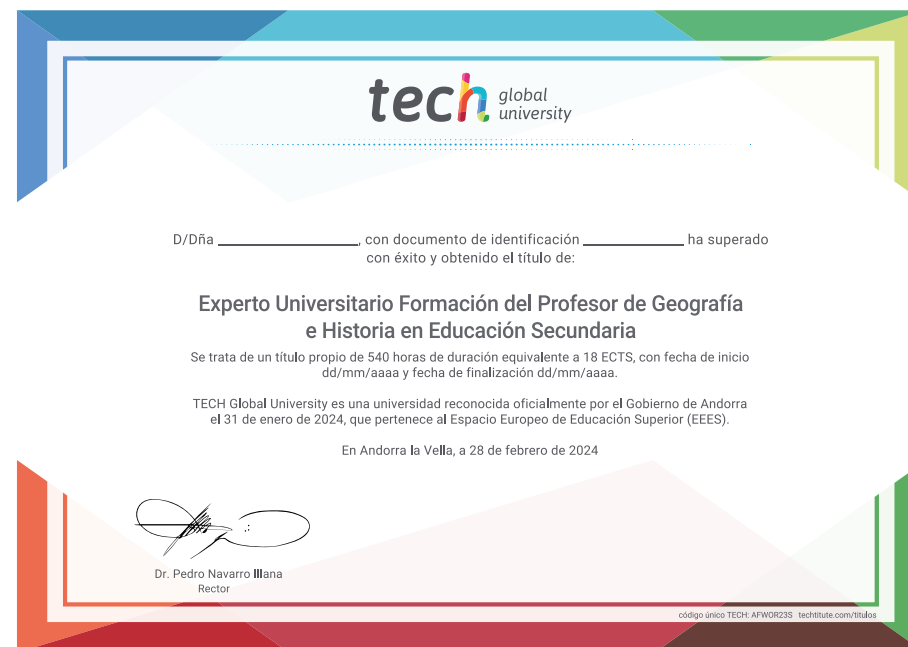 tech global
university
D/Dña ____________________, con documento de identificación ______________ ha superado
con éxito y obtenido el título de:
Experto Universitario Formación del Profesor de Geografía
e Historia en Educación Secundaria
Se trata de un título propio de 540 horas de duración equivalente a 18 ECTS, con fecha de inicio
dd/mm/aaaa y fecha de finalización dd/mm/aaaa.
TECH Global University es una universidad reconocida oficialmente por el Gobierno de Andorra
el 31 de enero de 2024, que pertenece al Espacio Europeo de Educación Superior (EEES).
En Andorra la Vella, a 28 de febrero de 2024
Dr. Pedro Navarro Illana
Rector
código único TECH: AFWOR23S techtitute.com/titulos